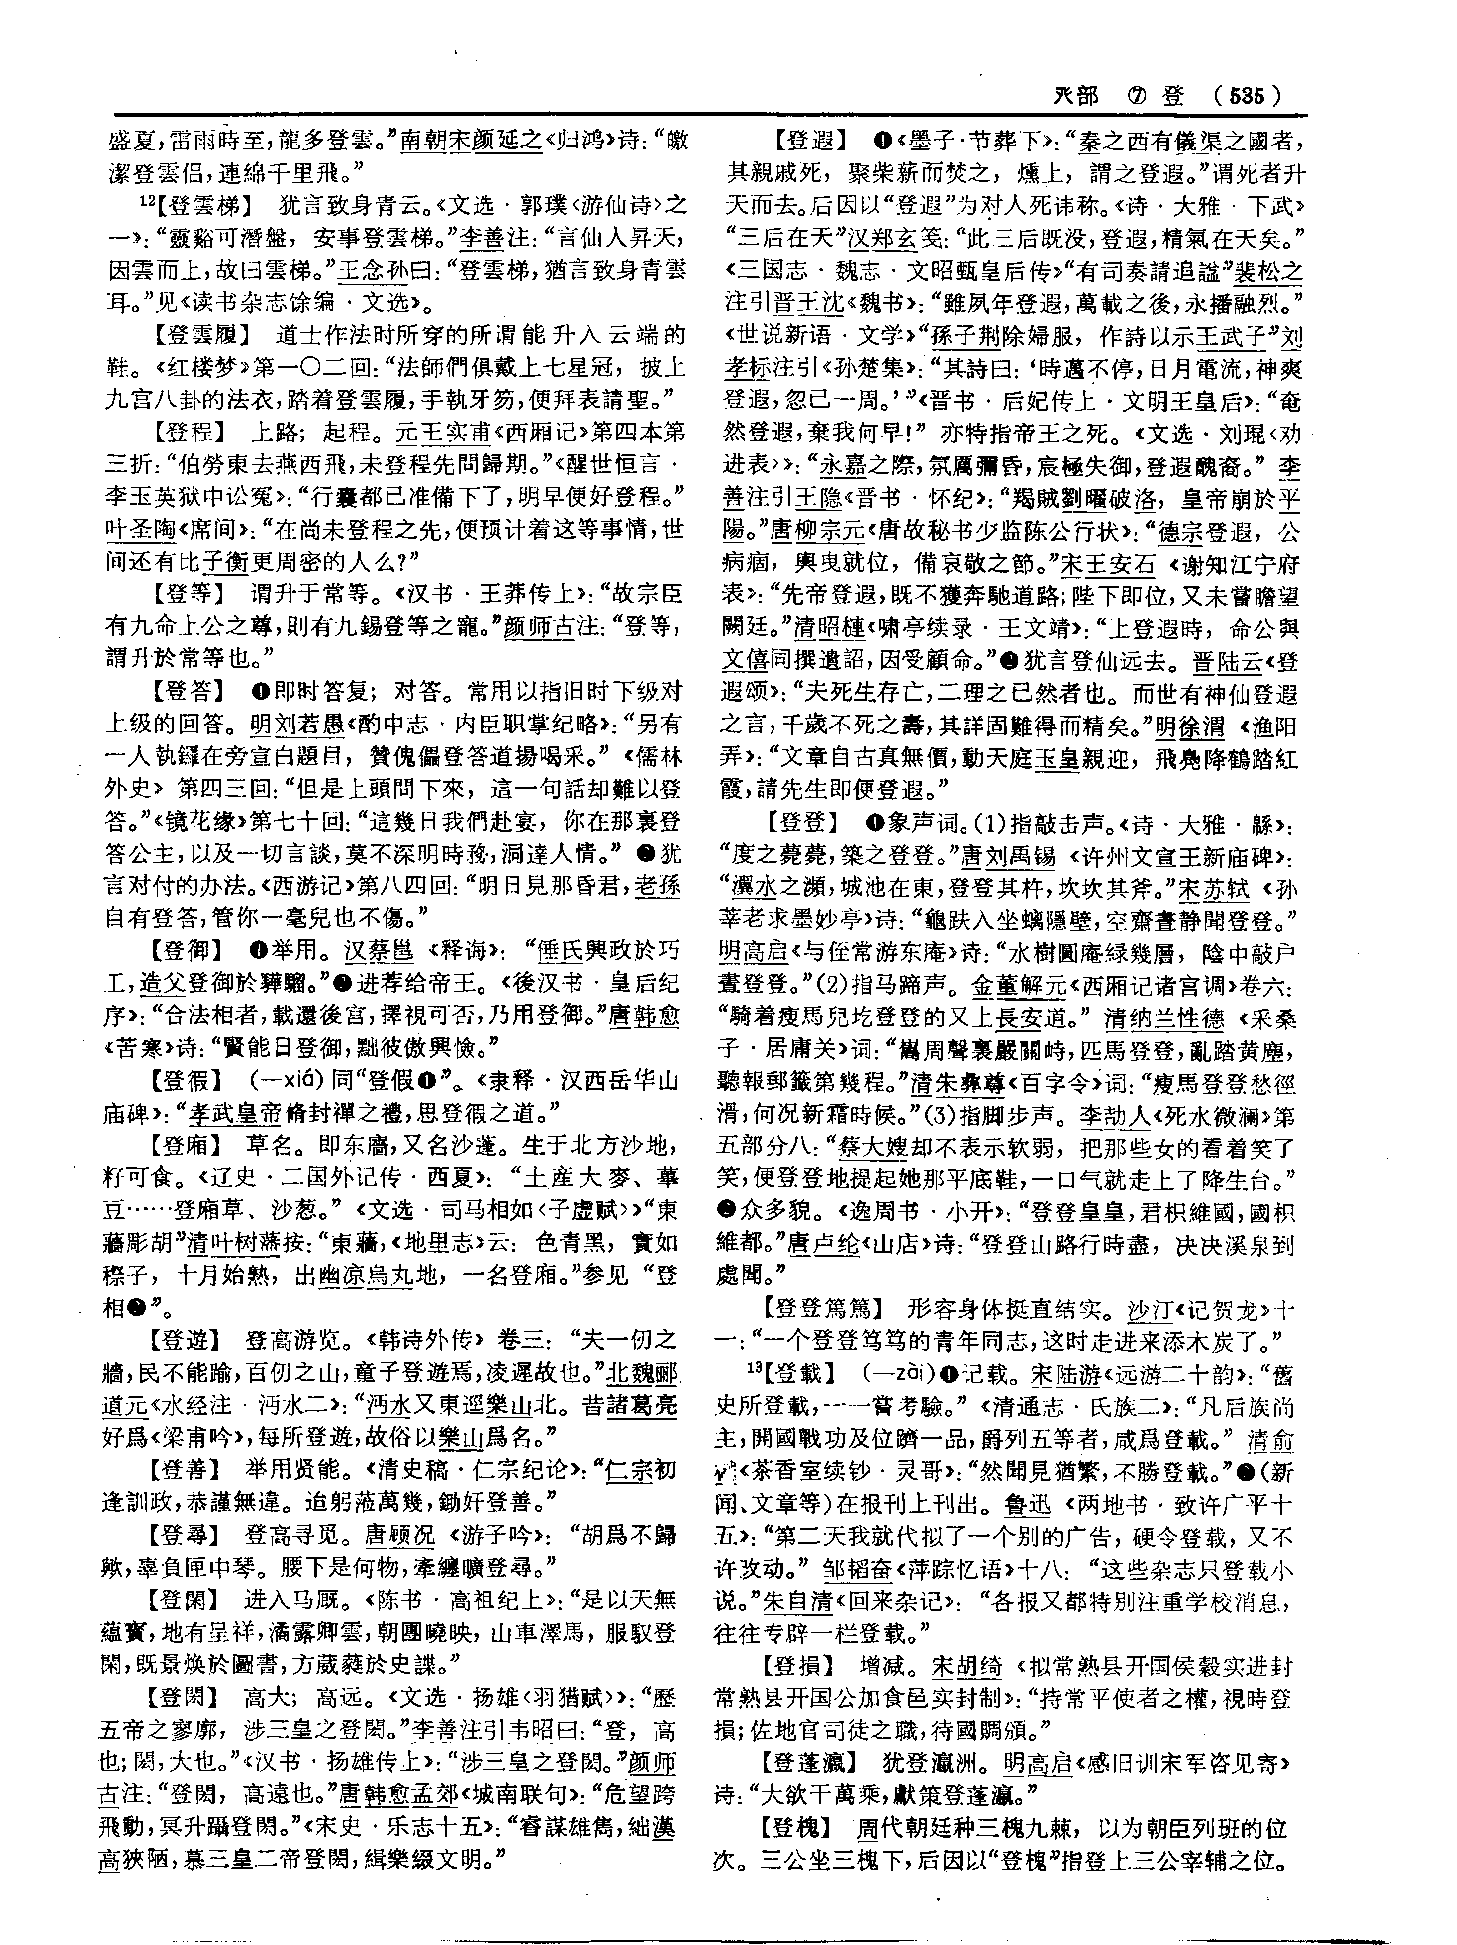 癶部 ⑦ 登 (535)
盛夏,雷雨時至,龍多登雲。”南朝宋颜延之《归鸿》诗:“皦
潔登雲侣,連綿千里飛。”
12【登雲梯】 犹言致身青云。《文选·郭璞〈游仙诗〉之
一》:“靈谿可潛盤,安事登雲梯。”李善注:“言仙人昇天,
因雲而上,故曰雲梯。”王念孙曰:“登雲梯,猶言致身青雲
耳。”见《读书杂志馀编·文选》。
【登雲履】 道士作法时所穿的所谓能升入云端的
鞋。《红楼梦》第一〇二回:“法師們俱戴上七星冠,披上
九宫八卦的法衣,踏着登雲履,手執牙笏,便拜表請聖。”
【登程】 上路;起程。元王实甫《西厢记》第四本第
三折:“伯勞東去燕西飛,未登程先問歸期。”《醒世恒言·
李玉英狱中讼冤》:“行囊都已准備下了,明早便好登程。”
叶圣陶《席间》:“在尚未登程之先,便预计着这等事情,世
间还有比子衡更周密的人么?”
【登等】 谓升于常等。《汉书·王莽传上》:“故宗臣
有九命上公之尊,則有九錫登等之寵。”颜师古注:“登等,
謂升於常等也。”
【登答】 ❶即时答复;对答。常用以指旧时下级对
上级的回答。明刘若愚《酌中志·内臣职掌纪略》:“另有
一人執鑼在旁宣白題目,贊傀儡登答道揚喝采。”《儒林
外史》第四三回:“但是上頭問下來,這一句話却難以登
答。”《镜花缘》第七十回:“這幾日我們赴宴,你在那裏登
答公主,以及一切言談,莫不深明時務,洞達人情。”❷犹
言对付的办法。《西游记》第八四回:“明日見那昏君,老孫
自有登答,管你一毫兒也不傷。”
【登御】 ❶举用。汉蔡邕《释诲》:“倕氏興政於巧
工,造父登御於驊騮。”❷进荐给帝王。《後汉书·皇后纪
序》:“合法相者,載還後宫,擇視可否,乃用登御。”唐韩愈
《苦寒》诗:“賢能日登御,黜彼傲與憸。”
【登徦】 (—xiá)同“登假❶”。《隶释·汉西岳华山
庙碑》:“孝武皇帝脩封禪之禮,思登徦之道。”
【登廂】 草名。即东廧,又名沙蓬。生于北方沙地,
籽可食。《辽史·二国外记传·西夏》:“土産大麥、蓽
豆……登廂草、沙葱。”《文选·司马相如〈子虚赋〉》“東
蘠彫胡”清叶树藩按:“東蘠,《地里志》云:色青黑,實如
穄子,十月始熟,出幽凉烏丸地,一名登廂。”参见“登
相❷”。
【登遊】 登高游览。《韩诗外传》卷三:“夫一仞之
牆,民不能踰,百仞之山,童子登遊焉,凌遲故也。”北魏郦
道元《水经注·沔水二》:“沔水又東逕樂山北。昔諸葛亮
好爲《梁甫吟》,每所登遊,故俗以樂山爲名。”
【登善】 举用贤能。《清史稿·仁宗纪论》:“仁宗初
逢訓政,恭謹無違。迨躬蒞萬幾,鋤奸登善。”
【登尋】 登高寻觅。唐顾况《游子吟》:“胡爲不歸
歟,辜負匣中琴。腰下是何物,牽纏曠登尋。”
【登閑】 进入马厩。《陈书·高祖纪上》:“是以天無
藴寶,地有呈祥,潏露卿雲,朝團曉映,山車澤馬,服馭登
閑,既景焕於圖書,方葳蕤於史諜。”
【登閎】 高大;高远。《文选·扬雄〈羽猎赋〉》:“歷
五帝之寥廓,涉三皇之登閎。”李善注引韦昭曰:“登,高
也;閎,大也。”《汉书·扬雄传上》:“涉三皇之登閎。”颜师
古注:“登閎,高遠也。”唐韩愈孟郊《城南联句》:“危望跨
飛動,冥升躡登閎。”《宋史·乐志十五》:“睿謀雄雋,絀漢
高狹陋,慕三皇二帝登閎,緝樂綴文明。”
【登遐】 ❶《墨子·节葬下》:“秦之西有儀渠之國者,
其親戚死,聚柴薪而焚之,燻上,謂之登遐。”谓死者升
天而去。后因以“登遐”为对人死讳称。《诗·大雅·下武》
“三后在天”汉郑玄笺:“此三后既没,登遐,精氣在天矣。”
《三国志·魏志·文昭甄皇后传》“有司奏請追謚”裴松之
注引晋王沈《魏书》:“雖夙年登遐,萬載之後,永播融烈。”
《世说新语·文学》“孫子荆除婦服,作詩以示王武子”刘
孝标注引《孙楚集》:“其詩曰:‘時邁不停,日月電流,神爽
登遐,忽已一周。’”《晋书·后妃传上·文明王皇后》:“奄
然登遐,棄我何早!”亦特指帝王之死。《文选·刘琨〈劝
进表〉》:“永嘉之際,氛厲彌昏,宸極失御,登遐醜裔。”李
善注引王隐《晋书·怀纪》:“羯賊劉曜破洛,皇帝崩於平
陽。”唐柳宗元《唐故秘书少监陈公行状》:“德宗登遐,公
病痼,輿曳就位,備哀敬之節。”宋王安石《谢知江宁府
表》:“先帝登遐,既不獲奔馳道路;陛下即位,又未嘗瞻望
闕廷。”清昭槤《啸亭续录·王文靖》:“上登遐時,命公與
文僖同撰遺詔,因受顧命。”❷犹言登仙远去。晋陆云《登
遐颂》:“夫死生存亡,二理之已然者也。而世有神仙登遐
之言,千歲不死之壽,其詳固難得而精矣。”明徐渭《渔阳
弄》:“文章自古真無價,動天庭玉皇親迎,飛鳧降鶴踏紅
霞,請先生即便登遐。”
【登登】 ❶象声词。(1)指敲击声。《诗·大雅·緜》:
“度之薨薨,築之登登。”唐刘禹锡《许州文宣王新庙碑》:
“潩水之瀕,城池在東,登登其杵,坎坎其斧。”宋苏轼《孙
莘老求墨妙亭》诗:“龜趺入坐螭隱壁,空齋晝静聞登登。”
明高启《与侄常游东庵》诗:“水樹圓庵绿幾層,陰中敲户
晝登登。”(2)指马蹄声。金董解元《西厢记诸宫调》卷六:
“騎着瘦馬兒圪登登的又上長安道。”清纳兰性德《采桑
子·居庸关》词:“嶲周聲裏嚴關峙,匹馬登登,亂踏黄塵,
聽報郵籤第幾程。”清朱彝尊《百字令》词:“瘦馬登登愁徑
滑,何况新霜時候。”(3)指脚步声。李劼人《死水微澜》第
五部分八:“蔡大嫂却不表示软弱,把那些女的看着笑了
笑,便登登地提起她那平底鞋,一口气就走上了降生台。”
❷众多貌。《逸周书·小开》:“登登皇皇,君枳維國,國枳
維都。”唐卢纶《山店》诗:“登登山路行時盡,决决溪泉到
處聞。”
【登登篤篤】 形容身体挺直结实。沙汀《记贺龙》十
一:“一个登登笃笃的青年同志,这时走进来添木炭了。”
13【登載】 (—zài)❶记载。宋陆游《远游二十韵》:“舊
史所登載,一一嘗考驗。”《清通志·氏族二》:“凡后族尚
主,開國戰功及位躋一品,爵列五等者,咸爲登載。”清俞
《茶香室续钞·灵哥》:“然聞見猶繁,不勝登載。”❷(新
闻、文章等)在报刊上刊出。鲁迅《两地书·致许广平十
五》:“第二天我就代拟了一个别的广告,硬令登载,又不
许改动。”邹韬奋《萍踪忆语》十八:“这些杂志只登载小
说。”朱自清《回来杂记》:“各报又都特别注重学校消息,
往往专辟一栏登载。”
【登損】 增减。宋胡绮《拟常熟县开国侯縠实进封
常熟县开国公加食邑实封制》:“持常平使者之權,視時登
損;佐地官司徒之職,待國賙頒。”
【登蓬瀛】 犹登瀛洲。明高启《感旧训宋军咨见寄》
诗:“大欲干萬乘,獻策登蓬瀛。”
【登槐】 周代朝廷种三槐九棘,以为朝臣列班的位
次。三公坐三槐下,后因以“登槐”指登上三公宰辅之位。